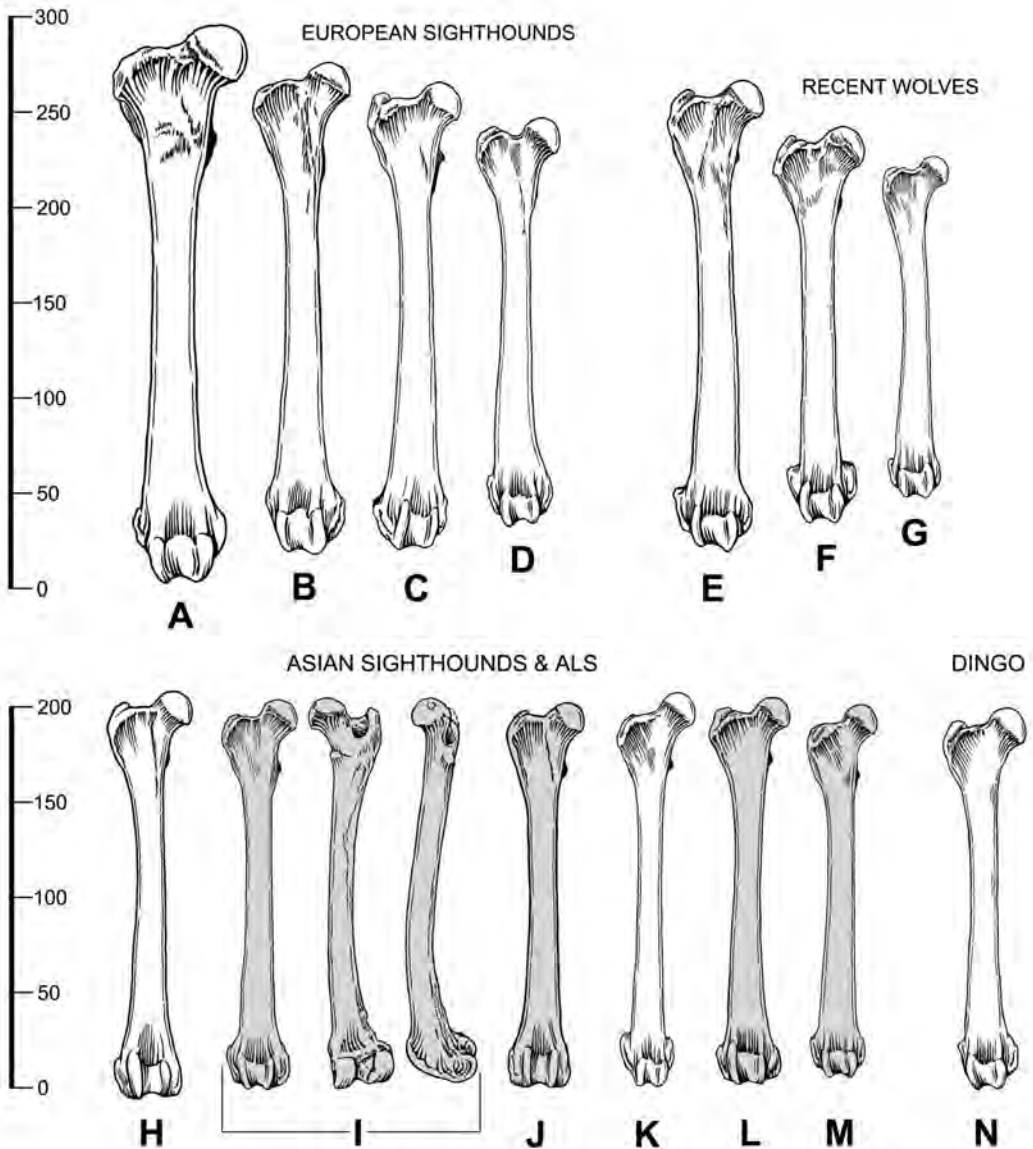 300
EUROPEAN SIGHTHOUNDS
RECENT WOLVES
250
200
150
100
50
0
A
B
C
D
E
F
G
ASIAN SIGHTHOUNDS & ALS
DINGO
200
150
100
50
0
H
I
J
K
L
M
N